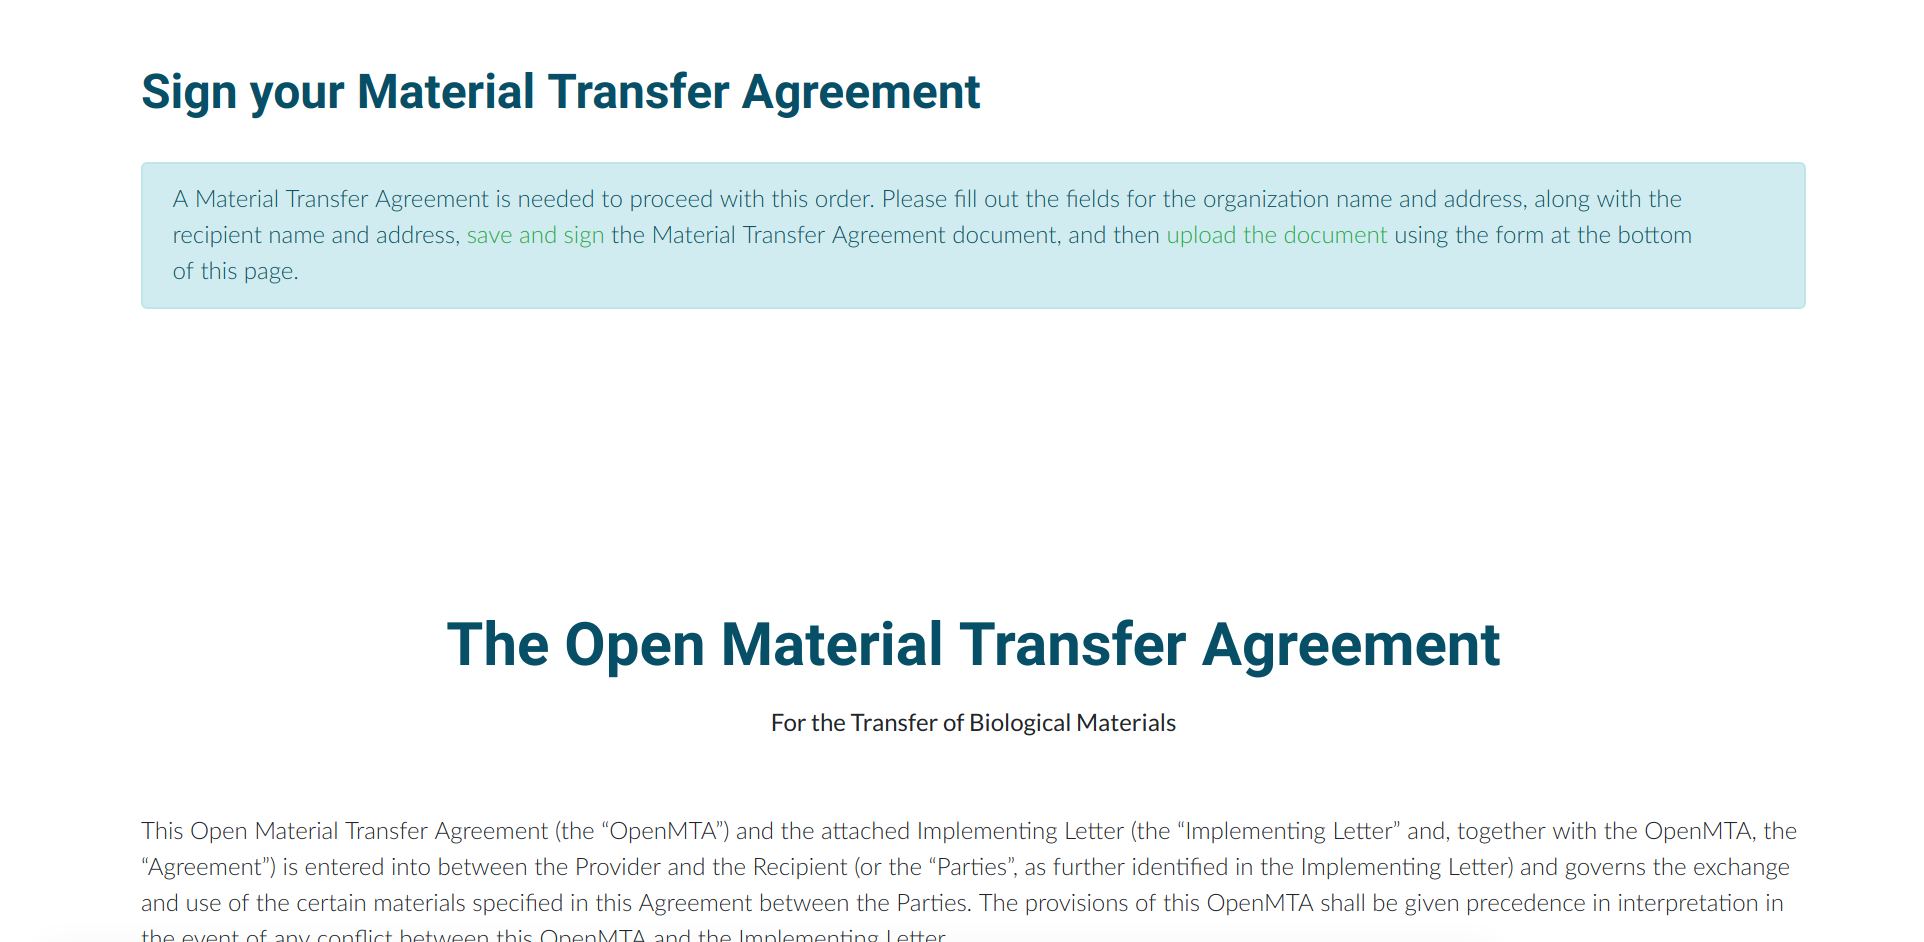 Sign your Material Transfer Agreement
A Material Transfer Agreement is needed to proceed with this order. Please fill out the fields for the organization name and address, along with the
recipient name and address, save and sign the Material Transfer Agreement document, and then upload the document using the form at the bottom
of this page.
The Open Material Transfer Agreement
For the Transfer of Biological Materials
This Open Material Transfer Agreement (the “OpenMTA”) and the attached Implementing Letter (the “Implementing Letter” and, together with the OpenMTA, the
“Agreement”) is entered into between the Provider and the Recipient (or the “Parties”, as further identified in the Implementing Letter) and governs the exchange
and use of the certain materials specified in this Agreement between the Parties. The provisions of this OpenMTA shall be given precedence in interpretation in
the event of any conflict between this OpenMTA and the Implementing Letter.